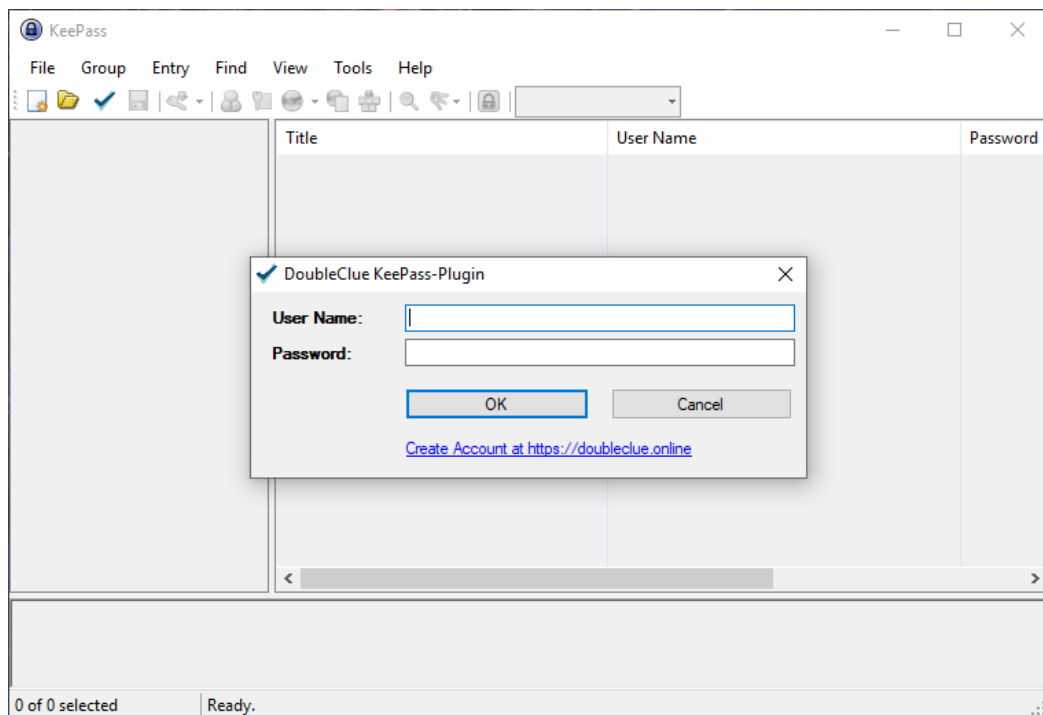 KeePass
File Group Entry Find View Tools Help
Title User Name Password
DoubleClue KeePass-Plugin
User Name:
Password:
OK Cancel
Create Account at https://doubleclue.online
0 of 0 selected Ready.